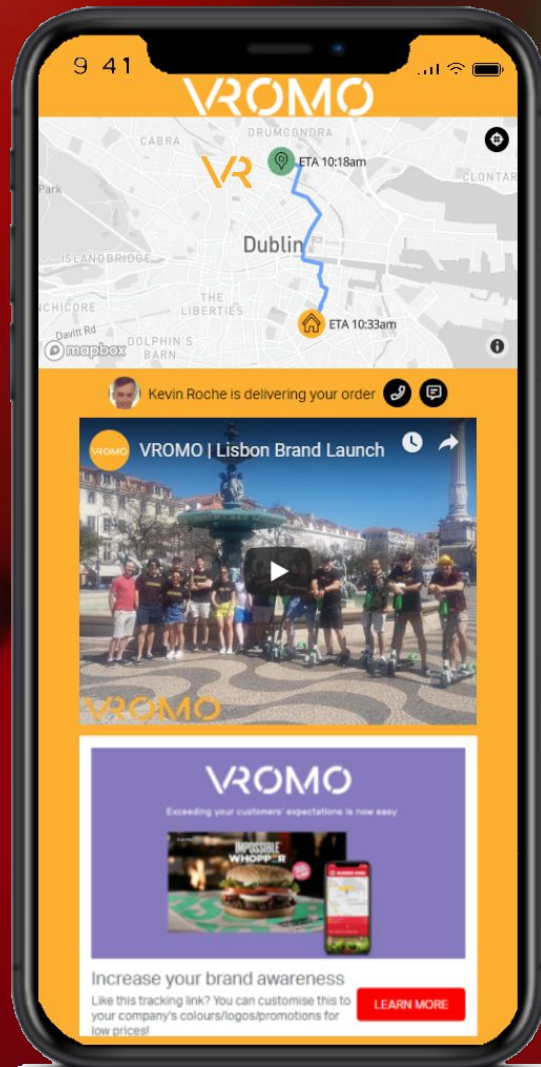 9 41
VROMO
DRUMCONDRA
CABRA
VR
ETA 10:18am
CLONTAR
Park
Dublin
ISLANDBRIDGE
THE
LIBERTIES
NCHICORE
ETA 10:33am
Davitt Rd
DOLPHIN'S
BARN
mapbox
Kevin Roche is delivering your order
VROMO
VROMO | Lisbon Brand Launch
VROMO
VROMO
Exceeding your customers' expectations is now easy
IMPOSSIBLE
WHOPPER
Increase your brand awareness
Like this tracking link? You can customise this to
your company's colours/logos/promotions for
low prices!
LEARN MORE